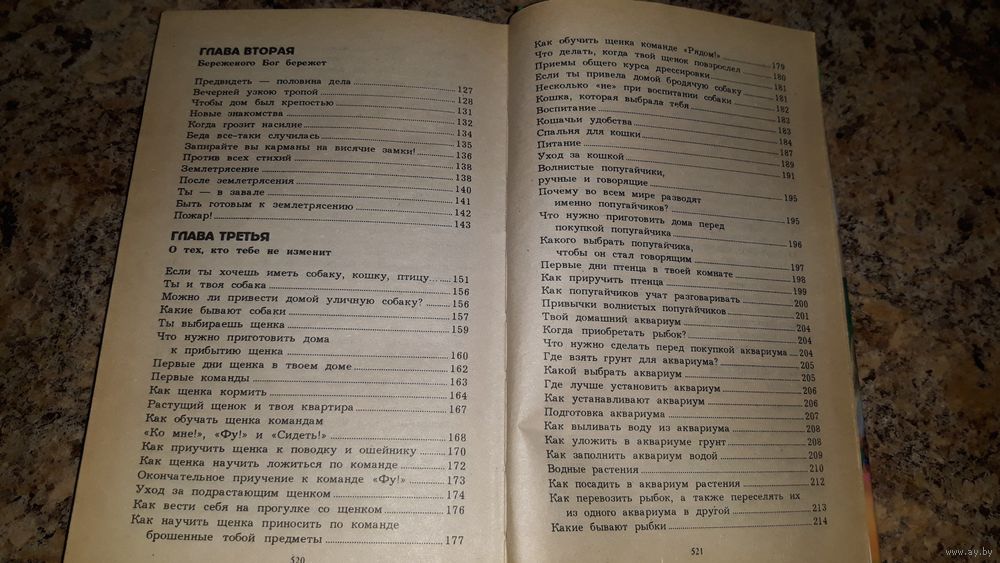 ГЛАВА ВТОРАЯ
Береженого Бог бережет
Предвидеть — половина дела 127
Вечерней узкою тропой 128
Чтобы дом был крепостью 131
Новые знакомства 132
Когда грозит насилие 134
Беда все-таки случилась 135
Запирайте вы карманы на висячие замки! 136
Против всех стихий 138
Землетрясение 138
После землетрясения 140
Ты — в завале 141
Быть готовым к землетрясению 142
Пожар! 143
ГЛАВА ТРЕТЬЯ
О тех, кто тебе не изменит
Если ты хочешь иметь собаку, кошку, птицу... 151
Ты и твоя собака 156
Можно ли привести домой уличную собаку? 156
Какие бывают собаки 157
Ты выбираешь щенка 159
Что нужно приготовить дома
к прибытию щенка 160
Первые дни щенка в твоем доме 162
Первые команды 163
Как щенка кормить 164
Растущий щенок и твоя квартира 167
Как обучать щенка командам
«Ко мне!», «Фу!» и «Сидеть!» 168
Как приучить щенка к поводку и ошейнику 170
Как щенка научить ложиться по команде 172
Окончательное приучение к команде «Фу!» 173
Уход за подрастающим щенком 174
Как вести себя на прогулке со щенком 176
Как научить щенка приносить по команде
брошенные тобой предметы 177
520
Как обучить щенка команде «Рядом!» 179
Что делать, когда твой щенок повзрослел 180
Приемы общего курса дрессировки 181
Если ты привела домой бродячую собаку 181
Несколько «не» при воспитании собаки 182
Кошка, которая выбрала тебя 182
Воспитание 183
Кошачьи удобства 184
Спальня для кошки 187
Питание 189
Уход за кошкой 191
Волнистые попугайчики,
ручные и говорящие 195
Почему во всем мире разводят
именно попугайчиков? 195
Что нужно приготовить дома перед
покупкой попугайчика 196
Какого выбрать попугайчика,
чтобы он стал говорящим 197
Первые дни птенца в твоей комнате 198
Как приручить птенца 199
Как попугайчиков учат разговаривать 200
Привычки волнистых попугайчиков 201
Твой домашний аквариум 204
Когда приобретать рыбок? 204
Что нужно сделать перед покупкой аквариума 204
Где взять грунт для аквариума? 205
Какой выбрать аквариум 205
Где лучше установить аквариум 206
Как устанавливают аквариум 206
Подготовка аквариума 207
Как выливать воду из аквариума 208
Как уложить в аквариуме грунт 208
Как заполнить аквариум водой 209
Водные растения 210
Как посадить в аквариум растения 212
Как перевозить рыбок, а также переселять их
из одного аквариума в другой 213
Какие бывают рыбки 214
521
www.ay.by